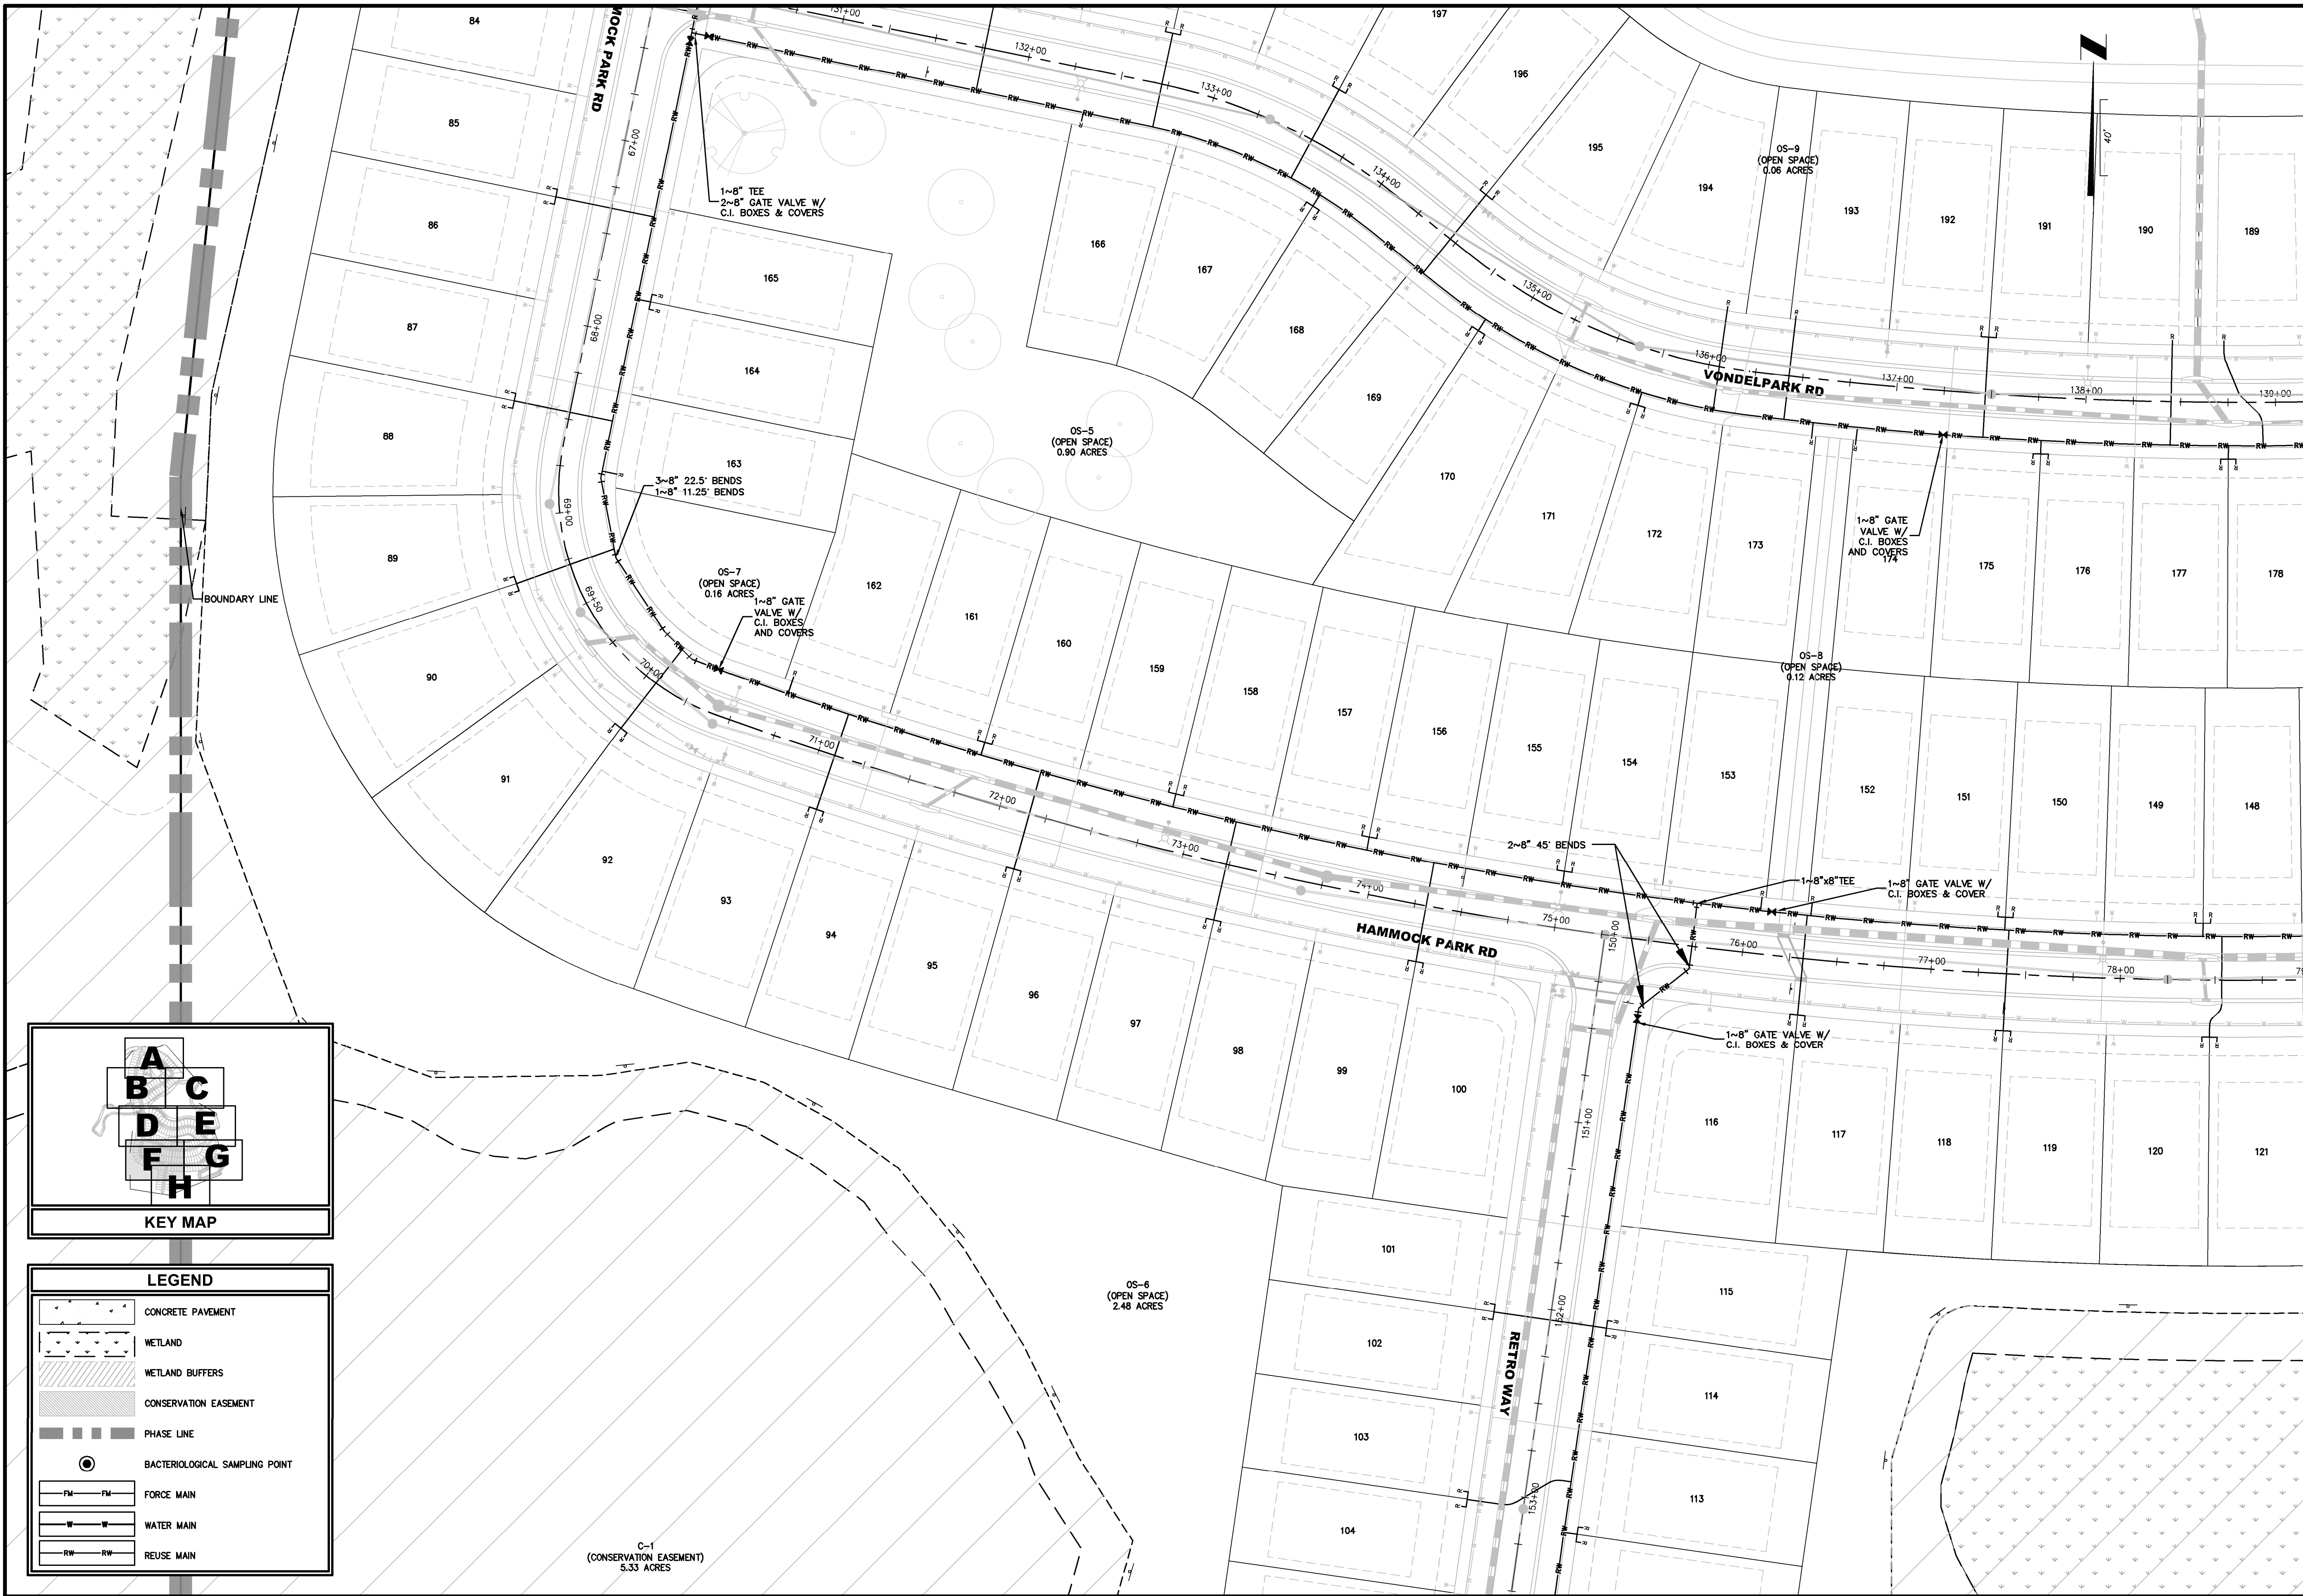 84
MOCK PARK RD
131+00
132+00
133+00
134+00
135+00
136+00
137+00
138+00
139+00
197
196
195
194
OS-9
(OPEN SPACE)
0.06 ACRES
193
192
191
190
189
40'
85
86
87
88
89
90
91
92
93
94
95
96
97
98
99
100
67+00
68+00
69+00
69+50
70+00
71+00
72+00
73+00
74+00
75+00
76+00
77+00
78+00
1~8" TEE
2~8" GATE VALVE W/
C.I. BOXES & COVERS
165
164
163
3~8" 22.5° BENDS
1~8" 11.25° BENDS
166
167
168
169
170
171
172
173
VONDELPARK RD
OS-5
(OPEN SPACE)
0.90 ACRES
1~8" GATE
VALVE W/
C.I. BOXES
AND COVERS
174
175
176
177
178
OS-7
(OPEN SPACE)
0.16 ACRES
1~8" GATE
VALVE W/
C.I. BOXES
AND COVERS
162
161
160
159
158
157
156
155
154
153
OS-8
(OPEN SPACE)
0.12 ACRES
152
151
150
149
148
BOUNDARY LINE
2~8" 45° BENDS
1~8"x8"TEE
1~8" GATE VALVE W/
C.I. BOXES & COVER
HAMMOCK PARK RD
150+00
151+00
152+00
153+00
1~8" GATE VALVE W/
C.I. BOXES & COVER
116
117
118
119
120
121
101
102
103
104
115
114
113
RETRO WAY
OS-6
(OPEN SPACE)
2.48 ACRES
C-1
(CONSERVATION EASEMENT)
5.33 ACRES
A
B
C
D
E
F
G
H
KEY MAP
LEGEND
CONCRETE PAVEMENT
WETLAND
WETLAND BUFFERS
CONSERVATION EASEMENT
PHASE LINE
BACTERIOLOGICAL SAMPLING POINT
FM FM FORCE MAIN
W W WATER MAIN
RW RW REUSE MAIN